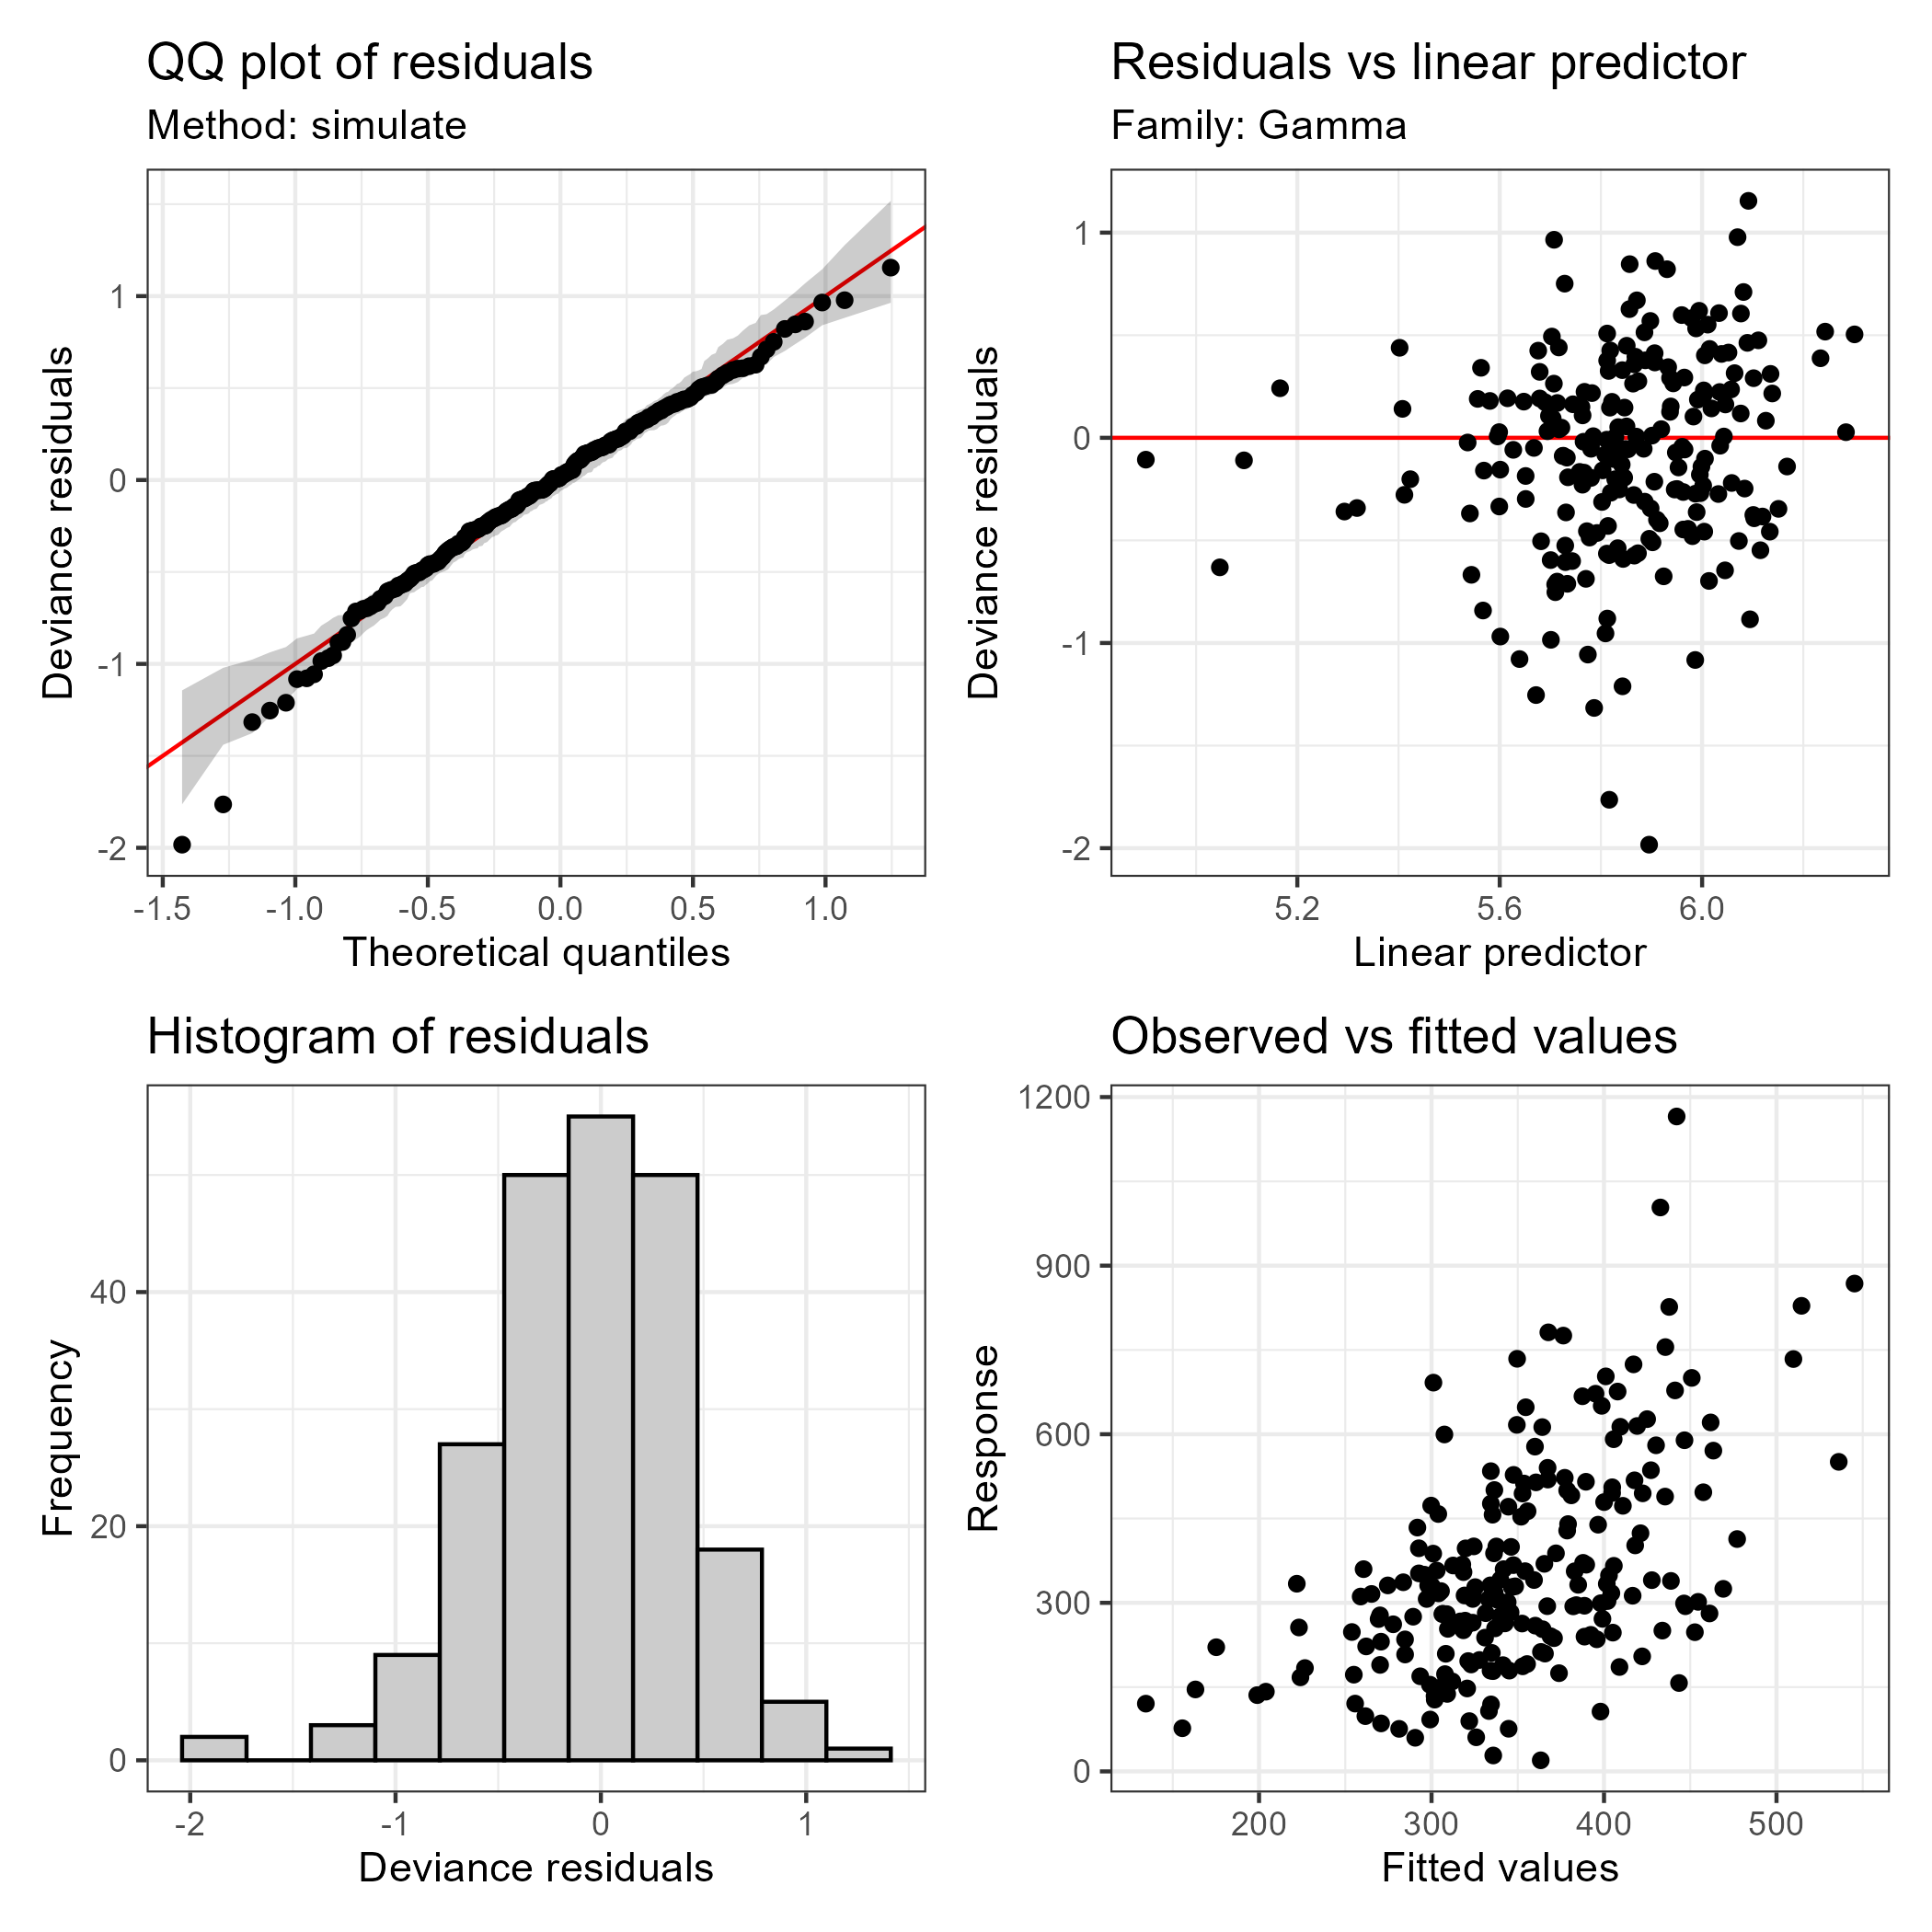 QQ plot of residuals
Method: simulate
1
0
-1
-2
-1.5 -1.0 -0.5 0.0 0.5 1.0
Theoretical quantiles
Deviance residuals
Residuals vs linear predictor
Family: Gamma
1
0
-1
-2
5.2 5.6 6.0
Linear predictor
Deviance residuals
Histogram of residuals
40
20
0
-2 -1 0 1
Deviance residuals
Frequency
Observed vs fitted values
1200
900
600
300
0
200 300 400 500
Fitted values
Response